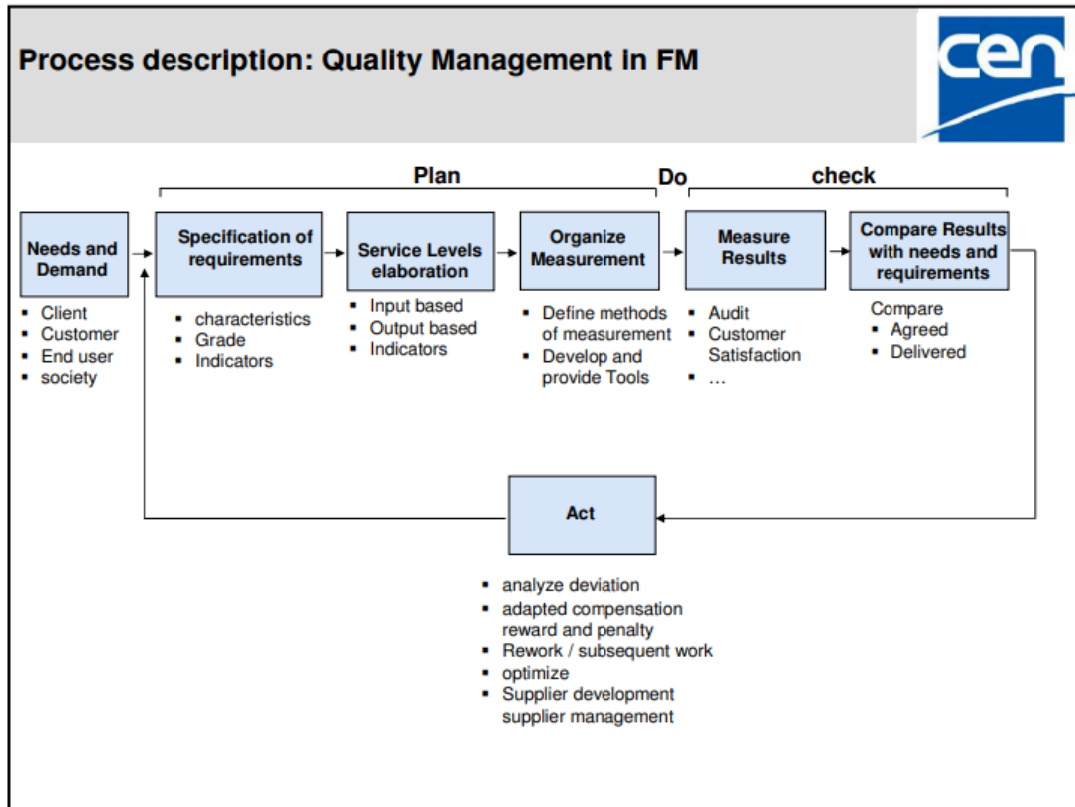 Process description: Quality Management in FM
cen
Plan
Do
check
Needs and
Demand
▪ Client
▪ Customer
▪ End user
▪ society
Specification of
requirements
▪ characteristics
▪ Grade
▪ Indicators
Service Levels
elaboration
▪ Input based
▪ Output based
▪ Indicators
Organize
Measurement
▪ Define methods
of measurement
▪ Develop and
provide Tools
Measure
Results
▪ Audit
▪ Customer
Satisfaction
▪ …
Compare Results
with needs and
requirements
Compare
▪ Agreed
▪ Delivered
Act
▪ analyze deviation
▪ adapted compensation
reward and penalty
▪ Rework / subsequent work
▪ optimize
▪ Supplier development
supplier management